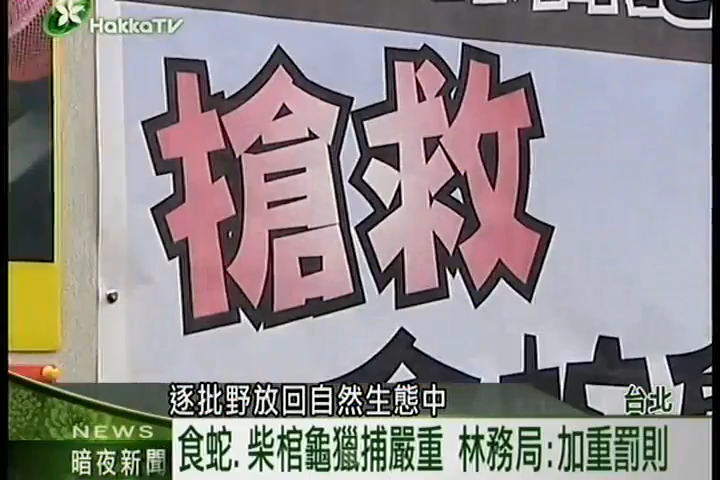 HakkaTV
搶救
逐批野放回自然生態中
台北
NEWS
暗夜新聞
食蛇.柴棺龜獵捕嚴重 林務局:加重罰則